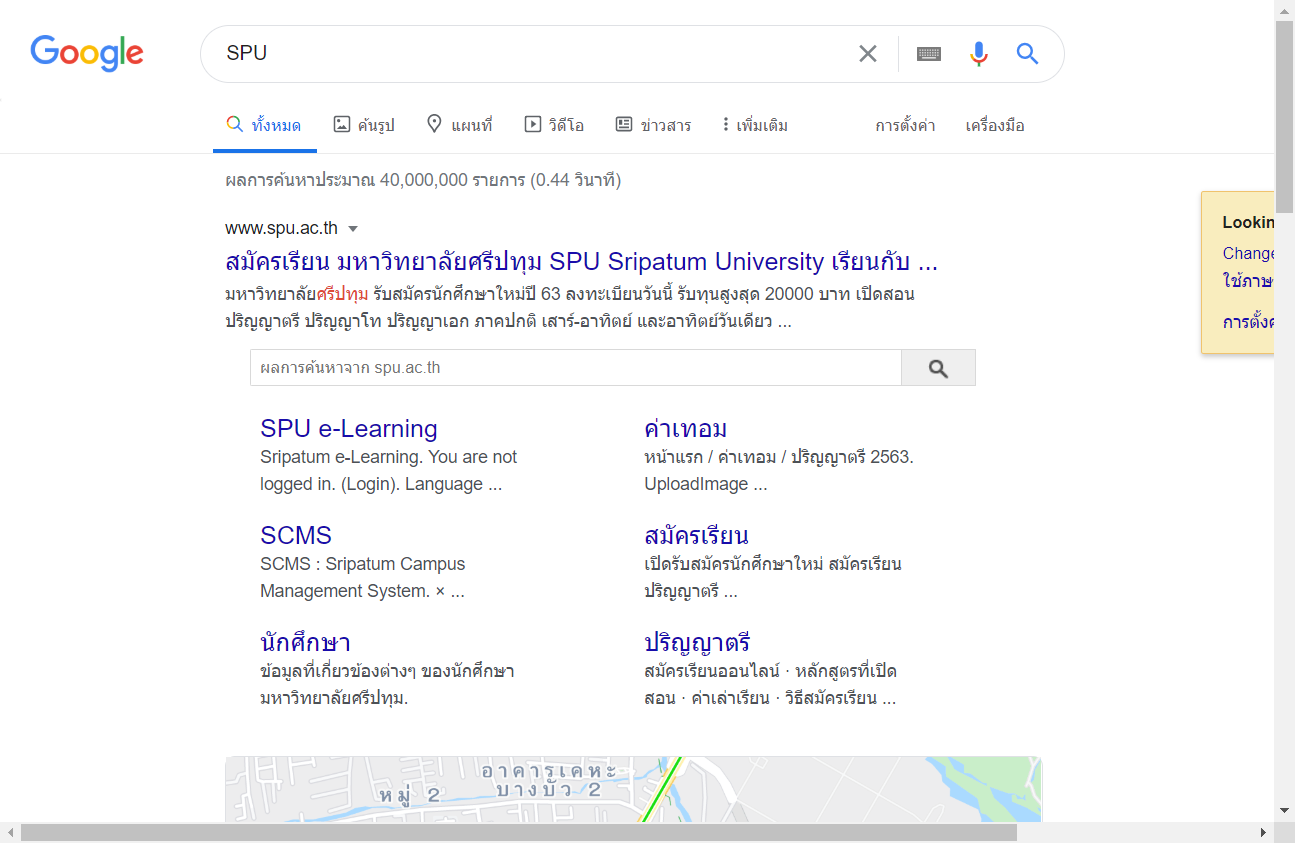 Google
SPU
ทั้งหมด ค้นรูป แผนที่ วิดีโอ ข่าวสาร เพิ่มเติม การตั้งค่า เครื่องมือ
ผลการค้นหาประมาณ 40,000,000 รายการ (0.44 วินาที)
www.spu.ac.th
สมัครเรียน มหาวิทยาลัยศรีปทุม SPU Sripatum University เรียนกับ ...
มหาวิทยาลัยศรีปทุม รับสมัครนักศึกษาใหม่ปี 63 ลงทะเบียนวันนี้ รับทุนสูงสุด 20000 บาท เปิดสอน
ปริญญาตรี ปริญญาโท ปริญญาเอก ภาคปกติ เสาร์-อาทิตย์ และอาทิตย์วันเดียว ...
ผลการค้นหาจาก spu.ac.th
SPU e-Learning
Sripatum e-Learning. You are not
logged in. (Login). Language ...
ค่าเทอม
หน้าแรก / ค่าเทอม / ปริญญาตรี 2563.
UploadImage ...
SCMS
SCMS : Sripatum Campus
Management System. × ...
สมัครเรียน
เปิดรับสมัครนักศึกษาใหม่ สมัครเรียน
ปริญญาตรี ...
นักศึกษา
ข้อมูลที่เกี่ยวข้องต่างๆ ของนักศึกษา
มหาวิทยาลัยศรีปทุม.
ปริญญาตรี
สมัครเรียนออนไลน์ · หลักสูตรที่เปิด
สอน · ค่าเล่าเรียน · วิธีสมัครเรียน ...
Lookin
Change
ใช้ภาษ
การตั้งค
อาคารเคหะ
บางบัว 2
หมู่ 2